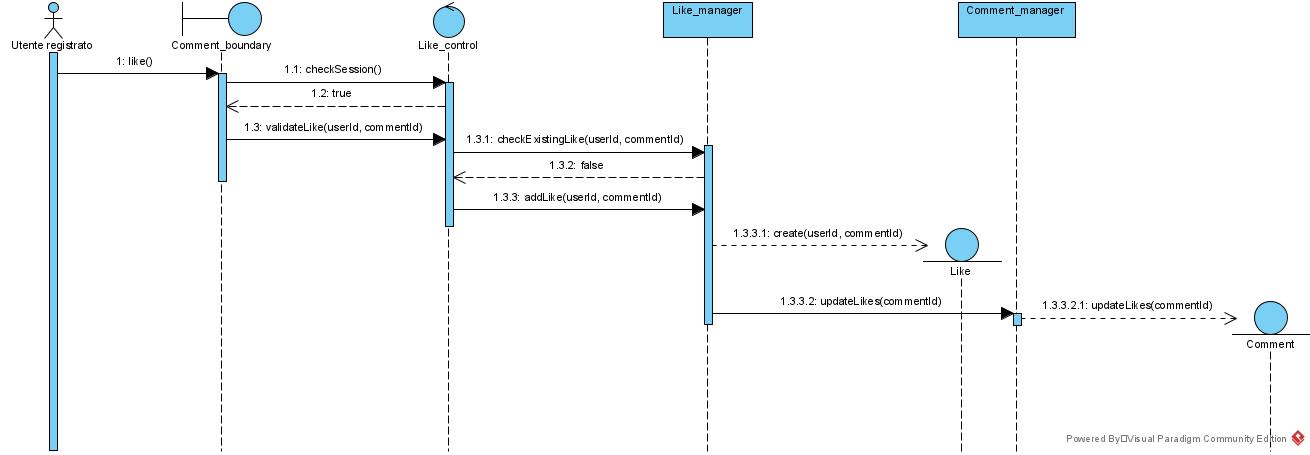 Utente registrato
Comment_boundary
Like_control
Like_manager
Comment_manager
1: like()
1.1: checkSession()
1.2: true
1.3: validateLike(userId, commentId)
1.3.1: checkExistingLike(userId, commentId)
1.3.2: false
1.3.3: addLike(userId, commentId)
1.3.3.1: create(userId, commentId)
Like
1.3.3.2: updateLikes(commentId)
1.3.3.2.1: updateLikes(commentId)
Comment
Powered By Visual Paradigm Community Edition